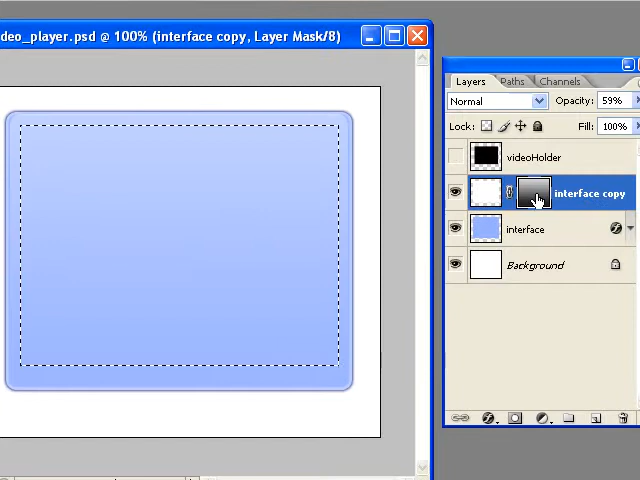 deo_player.psd @ 100% (interface copy, Layer Mask/8)
Layers Paths Channels
Normal Opacity: 59%
Lock: Fill: 100%
videoHolder
interface copy
interface
Background